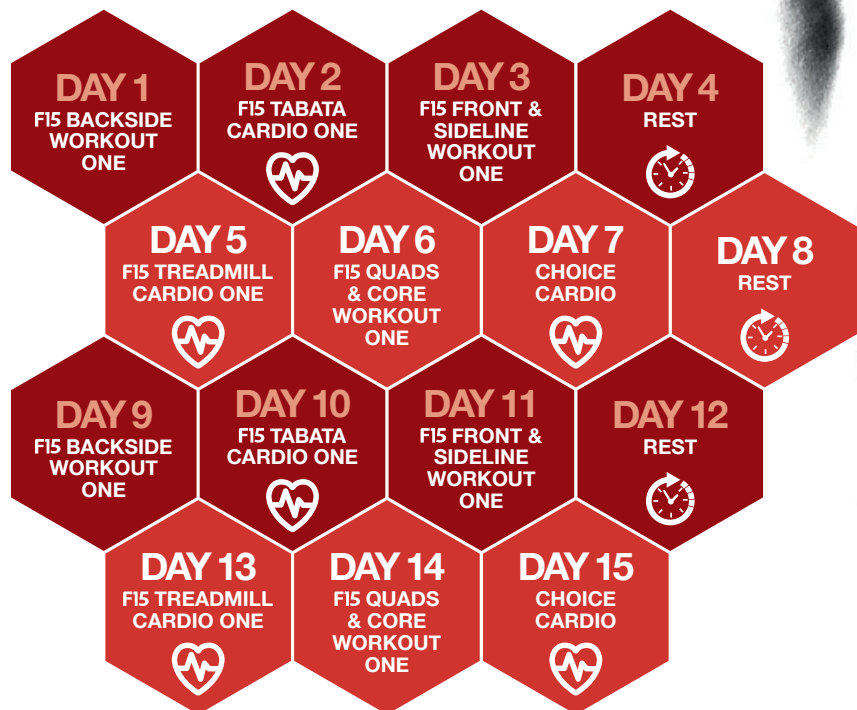 DAY 1
F15 BACKSIDE
WORKOUT
ONE
DAY 2
F15 TABATA
CARDIO ONE
DAY 3
F15 FRONT &
SIDELINE
WORKOUT
ONE
DAY 4
REST
DAY 5
F15 TREADMILL
CARDIO ONE
DAY 6
F15 QUADS
& CORE
WORKOUT
ONE
DAY 7
CHOICE
CARDIO
DAY 8
REST
DAY 9
F15 BACKSIDE
WORKOUT
ONE
DAY 10
F15 TABATA
CARDIO ONE
DAY 11
F15 FRONT &
SIDELINE
WORKOUT
ONE
DAY 12
REST
DAY 13
F15 TREADMILL
CARDIO ONE
DAY 14
F15 QUADS
& CORE
WORKOUT
ONE
DAY 15
CHOICE
CARDIO